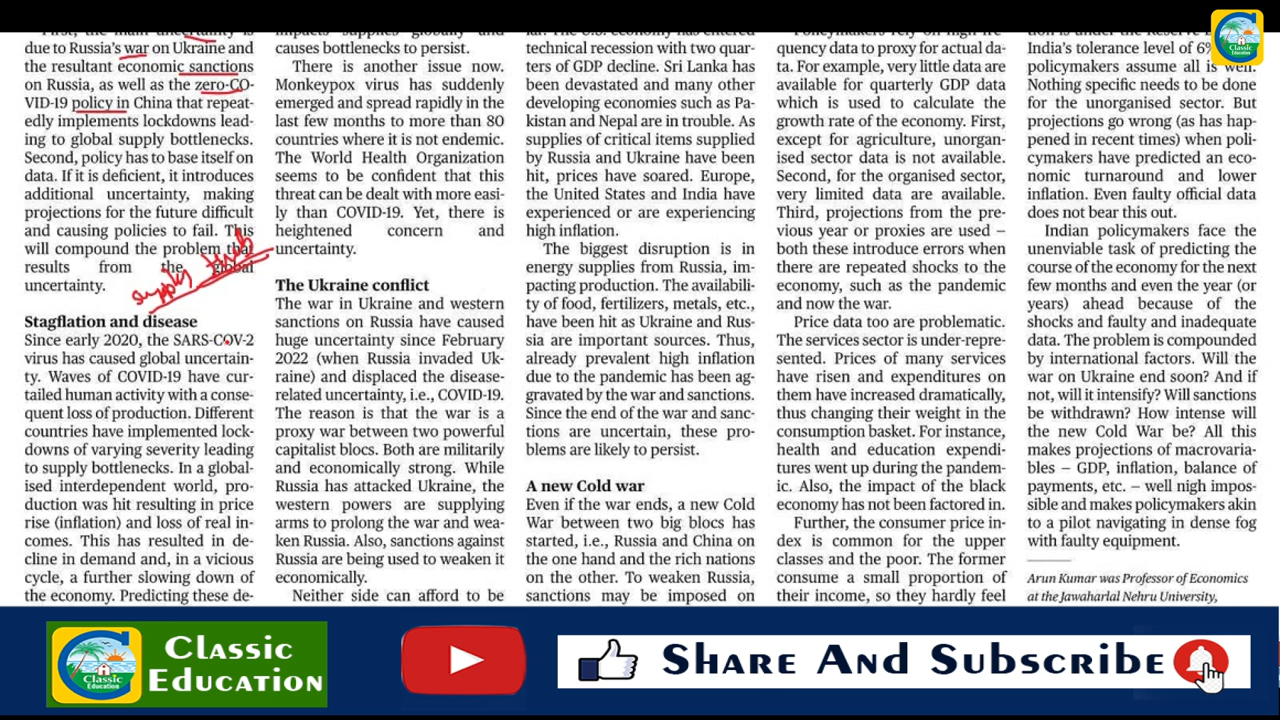 First, the main uncertainty is
due to Russia's war on Ukraine and
the resultant economic sanctions
on Russia, as well as the zero-CO-
VID-19 policy in China that repeat-
edly implements lockdowns lead-
ing to global supply bottlenecks.
Second, policy has to base itself on
data. If it is deficient, it introduces
additional uncertainty, making
projections for the future difficult
and causing policies to fail. This
will compound the problem that
results from the global
uncertainty.
supply
Stagflation and disease
Since early 2020, the SARS-COV-2
virus has caused global uncertain-
ty. Waves of COVID-19 have cur-
tailed human activity with a conse-
quent loss of production. Different
countries have implemented lock-
downs of varying severity leading
to supply bottlenecks. In a global-
ised interdependent world, pro-
duction was hit resulting in price
rise (inflation) and loss of real in-
comes. This has resulted in de-
cline in demand and, in a vicious
cycle, a further slowing down of
the economy. Predicting these de-
impacts supplies globally and
causes bottlenecks to persist.
There is another issue now.
Monkeypox virus has suddenly
emerged and spread rapidly in the
last few months to more than 80
countries where it is not endemic.
The World Health Organization
seems to be confident that this
threat can be dealt with more easi-
ly than COVID-19. Yet, there is
heightened concern and
uncertainty.
The Ukraine conflict
The war in Ukraine and western
sanctions on Russia have caused
huge uncertainty since February
2022 (when Russia invaded Uk-
raine) and displaced the disease-
related uncertainty, i.e., COVID-19.
The reason is that the war is a
proxy war between two powerful
capitalist blocs. Both are militarily
and economically strong. While
Russia has attacked Ukraine, the
western powers are supplying
arms to prolong the war and wea-
ken Russia. Also, sanctions against
Russia are being used to weaken it
economically.
Neither side can afford to be
lar. The U.S. economy has entered
technical recession with two quar-
ters of GDP decline. Sri Lanka has
been devastated and many other
developing economies such as Pa-
kistan and Nepal are in trouble. As
supplies of critical items supplied
by Russia and Ukraine have been
hit, prices have soared. Europe,
the United States and India have
experienced or are experiencing
high inflation.
The biggest disruption is in
energy supplies from Russia, im-
pacting production. The availabili-
ty of food, fertilizers, metals, etc.,
have been hit as Ukraine and Rus-
sia are important sources. Thus,
already prevalent high inflation
due to the pandemic has been ag-
gravated by the war and sanctions.
Since the end of the war and sanc-
tions are uncertain, these pro-
blems are likely to persist.
A new Cold war
Even if the war ends, a new Cold
War between two big blocs has
started, i.e., Russia and China on
the one hand and the rich nations
on the other. To weaken Russia,
sanctions may be imposed on
Policymakers rely on high fre-
quency data to proxy for actual da-
ta. For example, very little data are
available for quarterly GDP data
which is used to calculate the
growth rate of the economy. First,
except for agriculture, unorgan-
ised sector data is not available.
Second, for the organised sector,
very limited data are available.
Third, projections from the pre-
vious year or proxies are used –
both these introduce errors when
there are repeated shocks to the
economy, such as the pandemic
and now the war.
Price data too are problematic.
The services sector is under-repre-
sented. Prices of many services
have risen and expenditures on
them have increased dramatically,
thus changing their weight in the
consumption basket. For instance,
health and education expendi-
tures went up during the pandem-
ic. Also, the impact of the black
economy has not been factored in.
Further, the consumer price in-
dex is common for the upper
classes and the poor. The former
consume a small proportion of
their income, so they hardly feel
tion is under the Reserve
India's tolerance level of 6%
policymakers assume all is well.
Nothing specific needs to be done
for the unorganised sector. But
projections go wrong (as has hap-
pened in recent times) when poli-
cymakers have predicted an eco-
nomic turnaround and lower
inflation. Even faulty official data
does not bear this out.
Indian policymakers face the
unenviable task of predicting the
course of the economy for the next
few months and even the year (or
years) ahead because of the
shocks and faulty and inadequate
data. The problem is compounded
by international factors. Will the
war on Ukraine end soon? And if
not, will it intensify? Will sanctions
be withdrawn? How intense will
the new Cold War be? All this
makes projections of macrovaria-
bles – GDP, inflation, balance of
payments, etc. – well nigh impos-
sible and makes policymakers akin
to a pilot navigating in dense fog
with faulty equipment.
Arun Kumar was Professor of Economics
at the Jawaharlal Nehru University,
Classic
Education
Classic
Education
Classic
Education
Share And Subscribe